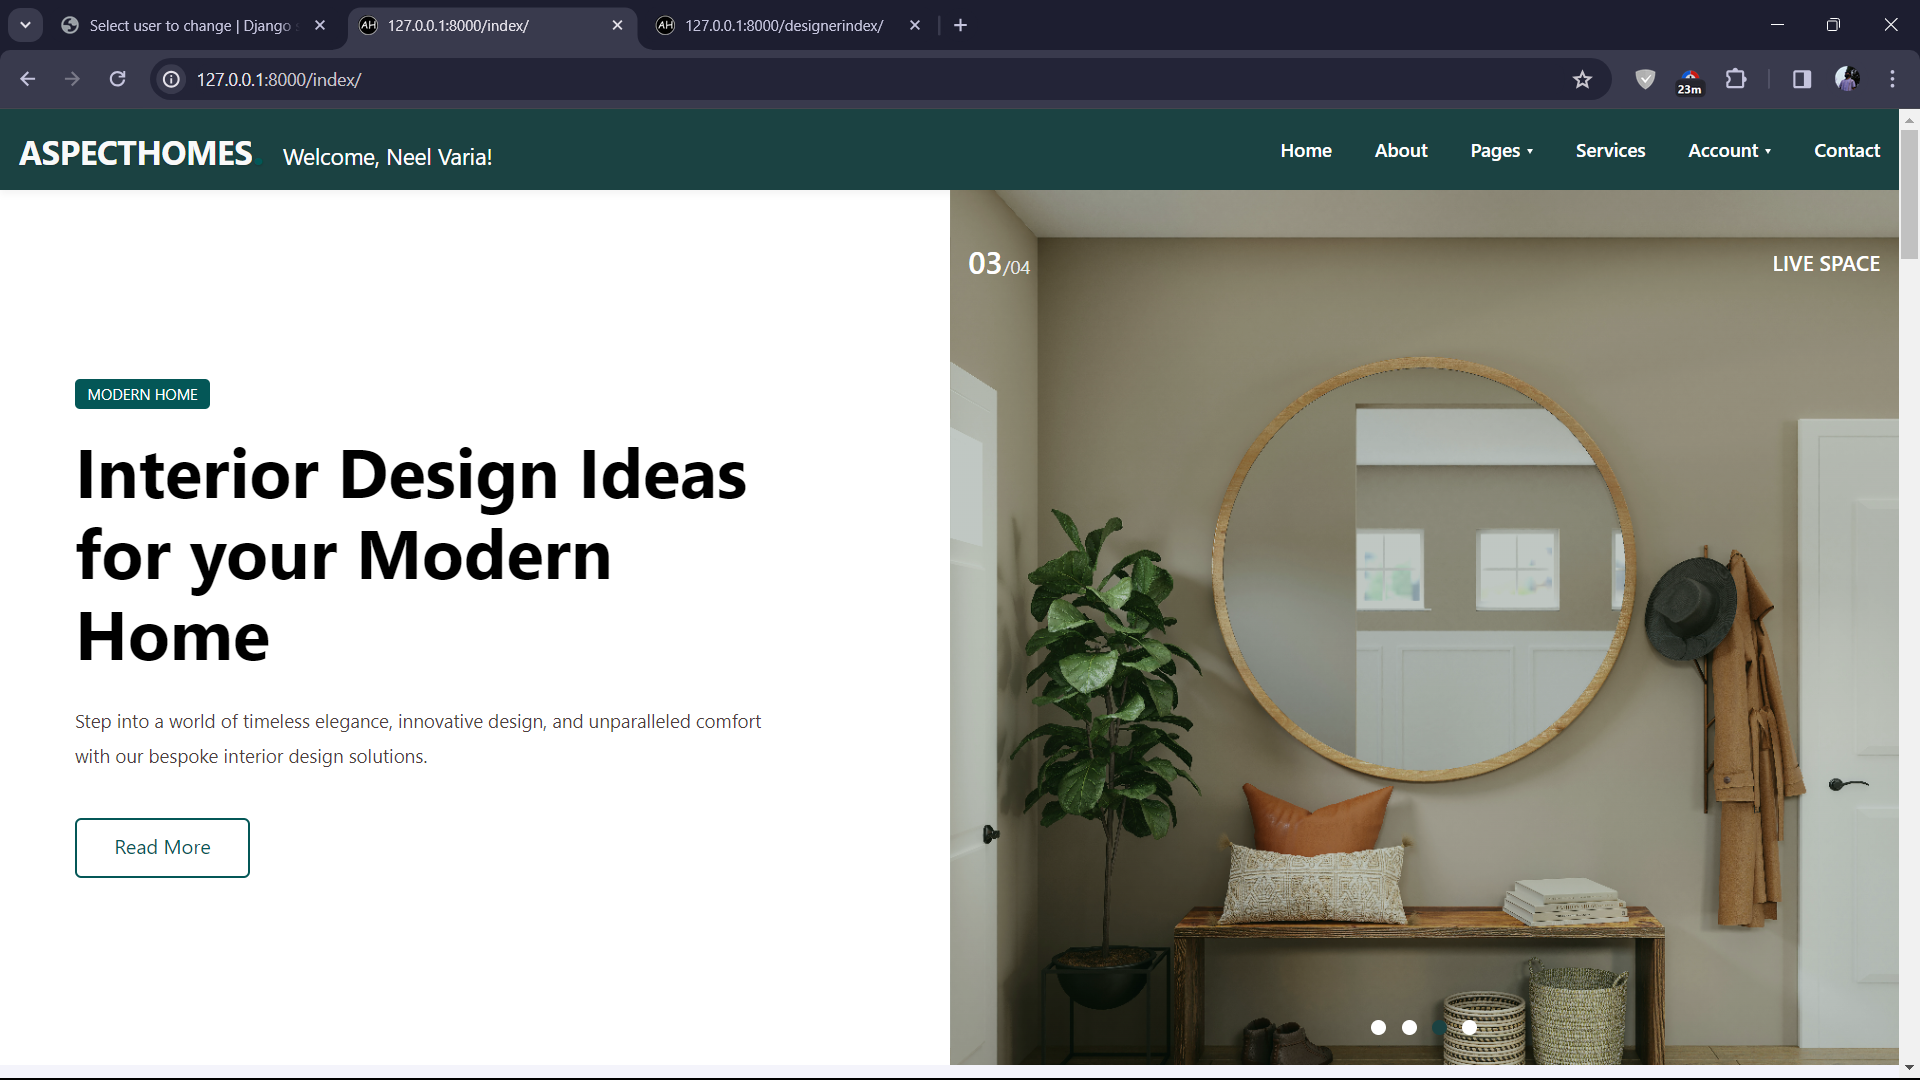 Select user to change | Django
127.0.0.1:8000/index/
127.0.0.1:8000/designerindex/
127.0.0.1:8000/index/
23m
ASPECTHOMES.
Welcome, Neel Varia!
Home
About
Pages
Services
Account
Contact
03/04
LIVE SPACE
MODERN HOME
Interior Design Ideas
for your Modern
Home
Step into a world of timeless elegance, innovative design, and unparalleled comfort
with our bespoke interior design solutions.
Read More